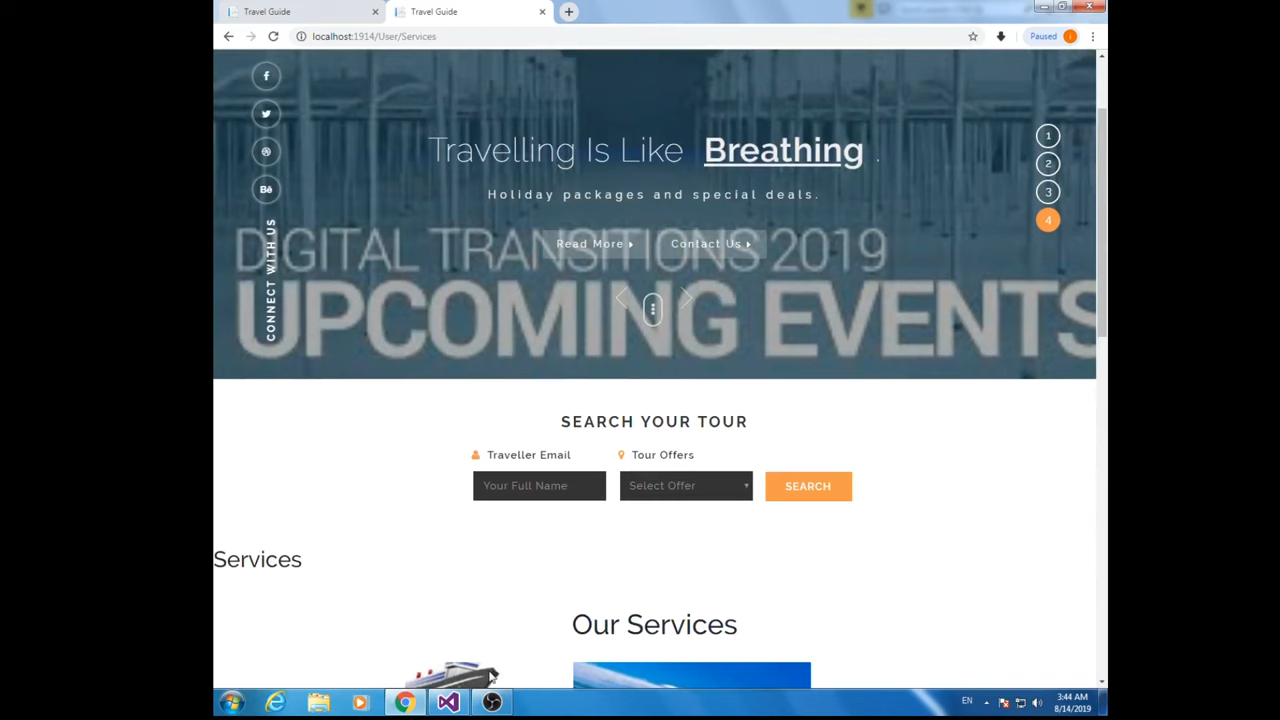 Travel Guide
Travel Guide
localhost:1914/User/Services
Paused
i
f
Bē
CONNECT WITH US
Travelling Is Like Breathing .
Holiday packages and special deals.
Read More
Contact Us
1
2
3
4
DIGITAL TRANSITIONS 2019
UPCOMING EVENTS
SEARCH YOUR TOUR
Traveller Email
Tour Offers
Your Full Name
Select Offer
SEARCH
Services
Our Services
EN
3:44 AM
8/14/2019